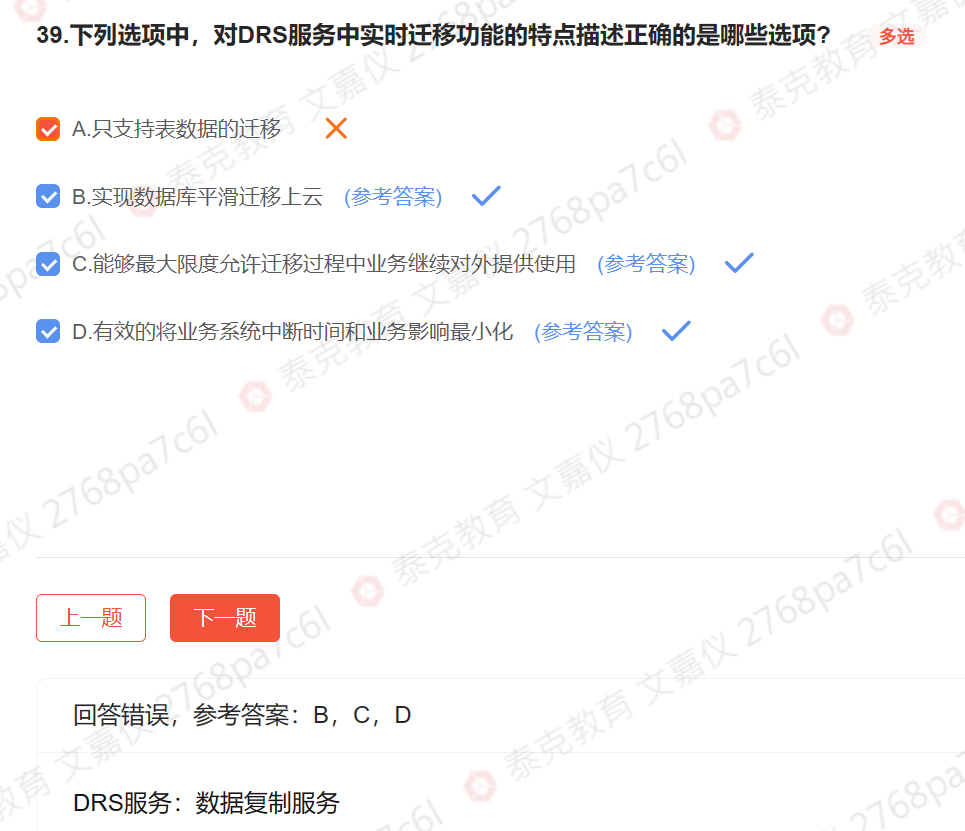 39.下列选项中，对DRS服务中实时迁移功能的特点描述正确的是哪些选项? 多选
A.只支持表数据的迁移
B.实现数据库平滑迁移上云 (参考答案)
C.能够最大限度允许迁移过程中业务继续对外提供使用 (参考答案)
D.有效的将业务系统中断时间和业务影响最小化 (参考答案)
上一题 下一题
回答错误，参考答案：B，C，D
DRS服务：数据复制服务
泰克教育 文嘉仪 2768pa7c6l